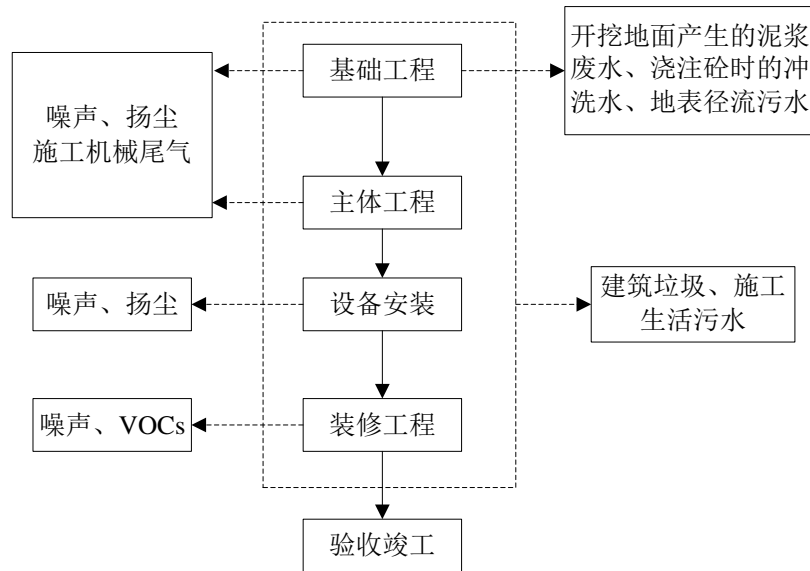 基础工程
开挖地面产生的泥浆
废水、浇注砼时的冲
洗水、地表径流污水
噪声、扬尘
施工机械尾气
主体工程
噪声、扬尘
设备安装
建筑垃圾、施工
生活污水
噪声、VOCs
装修工程
验收竣工